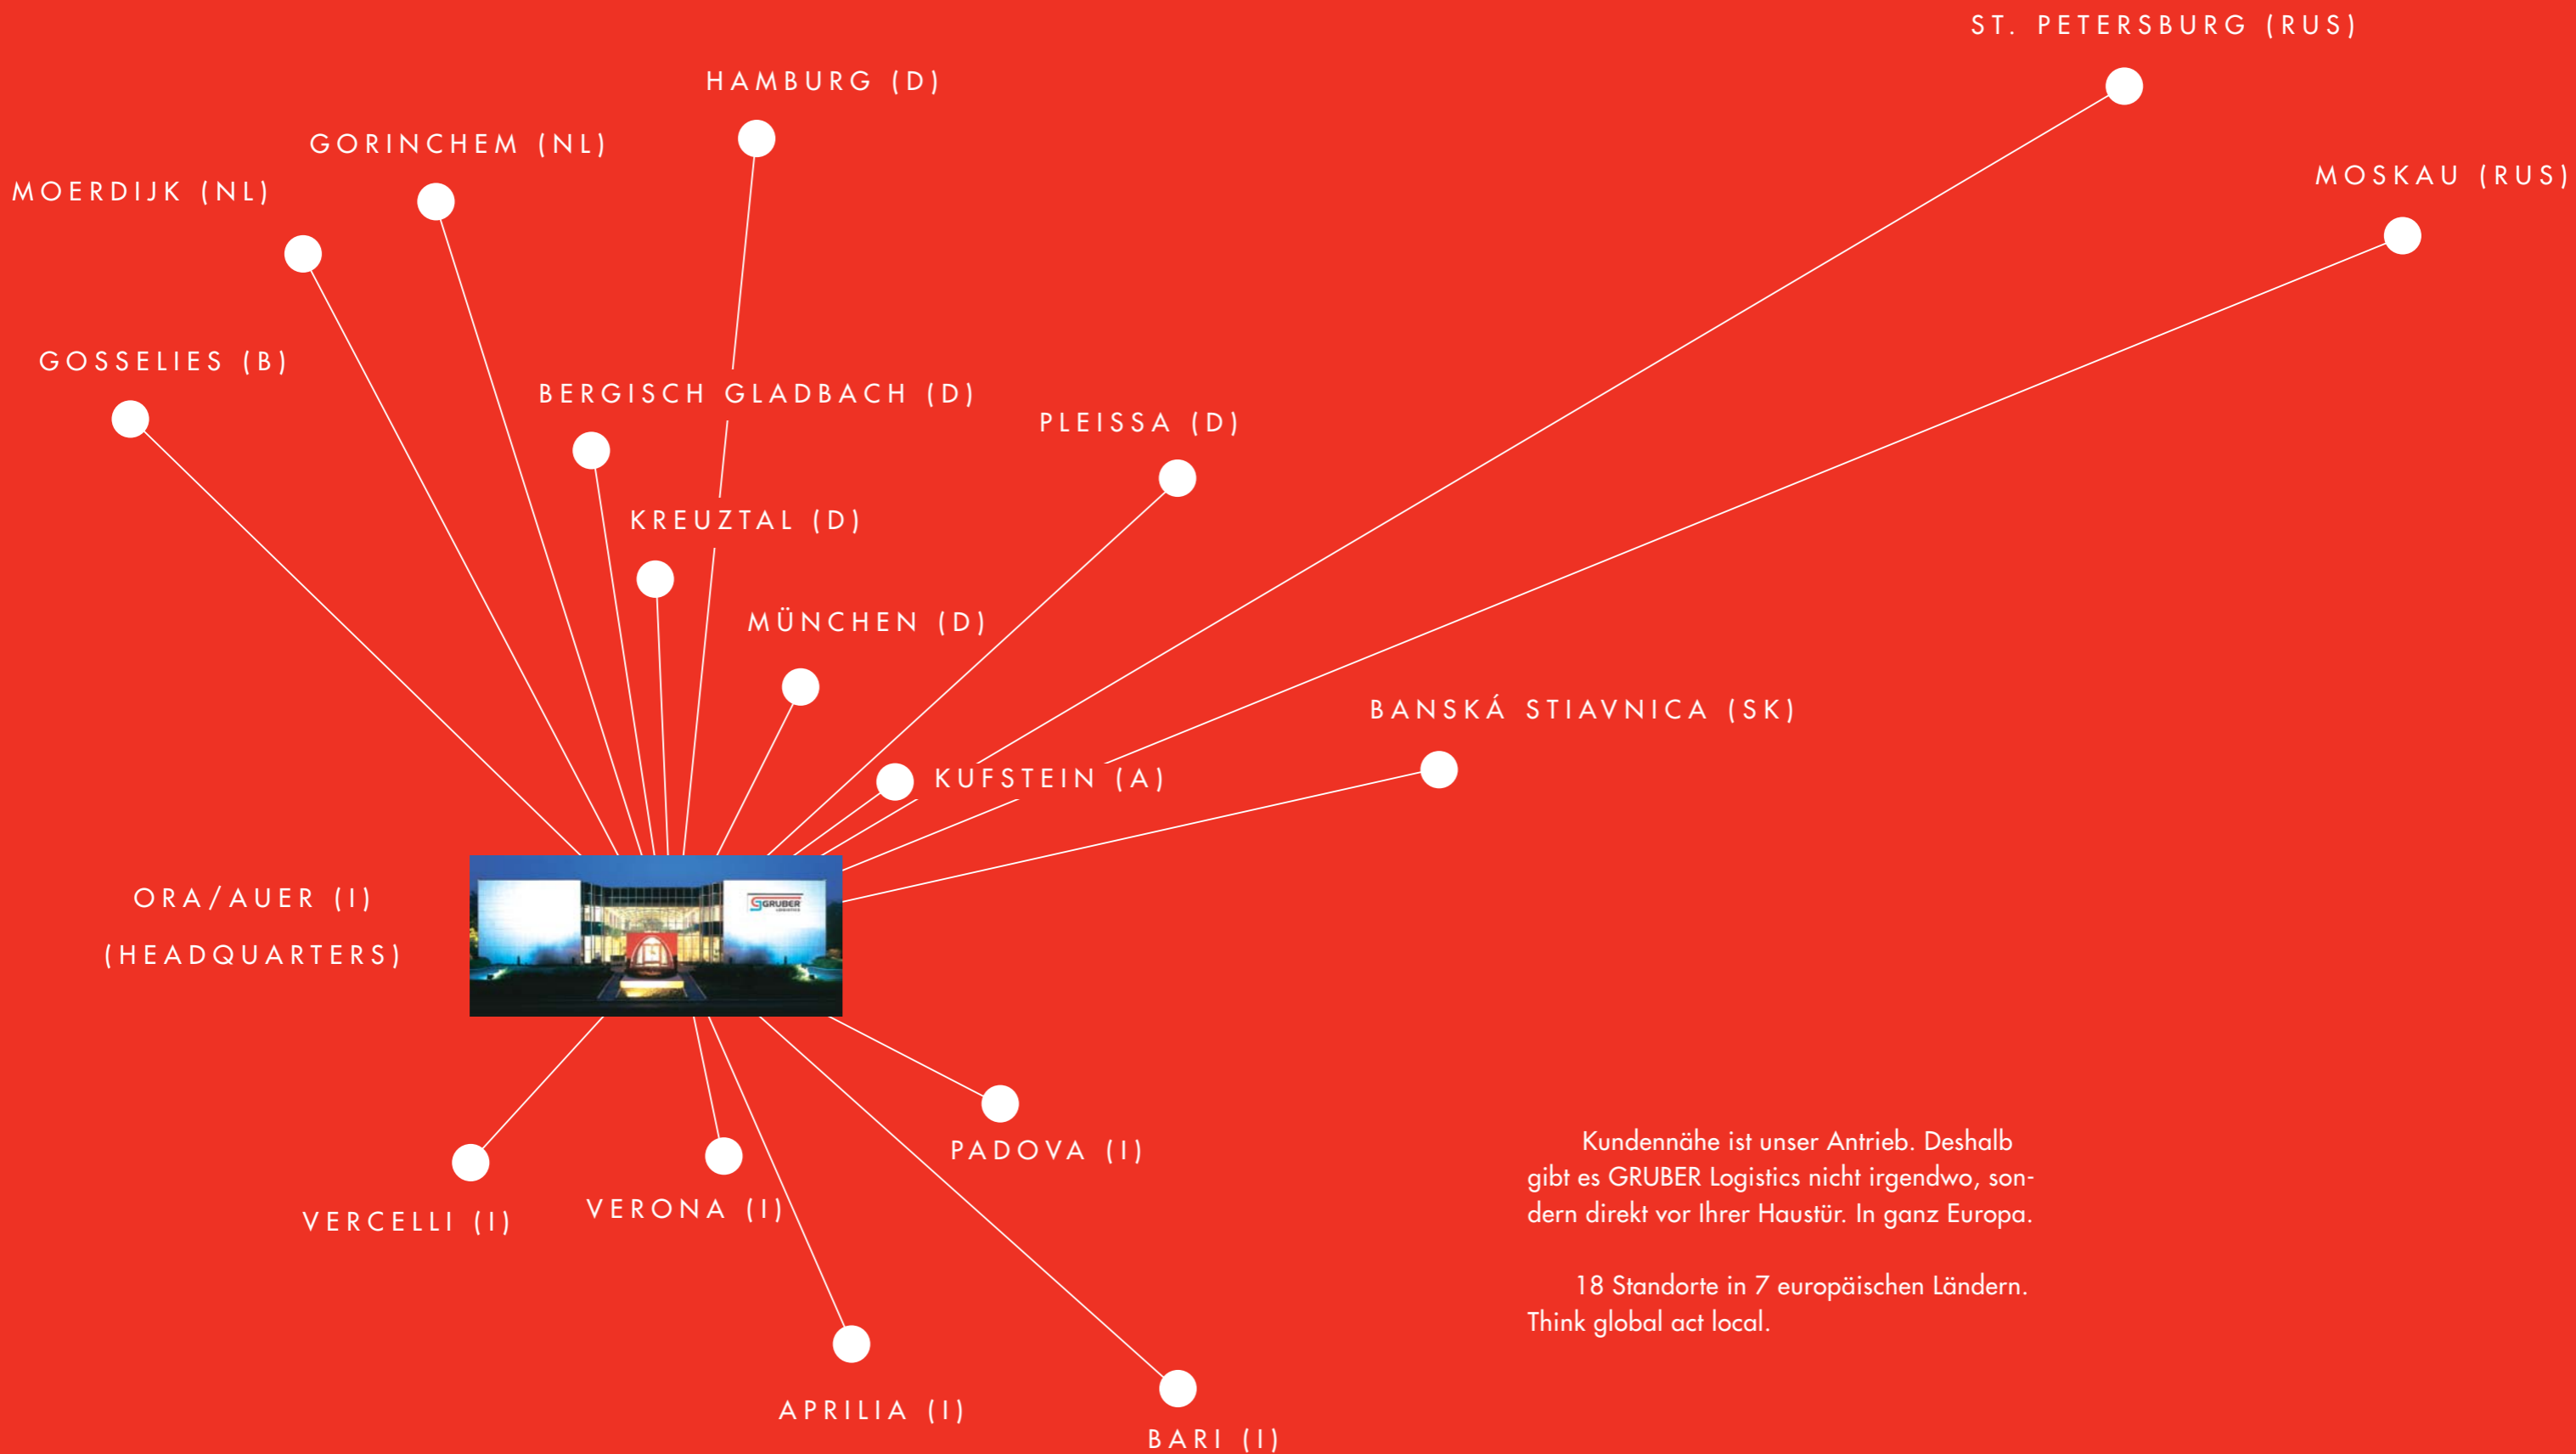 ST. PETERSBURG (RUS)
HAMBURG (D)
GORINCHEM (NL)
MOSKAU (RUS)
MOERDIJK (NL)
GOSSELIES (B)
BERGISCH GLADBACH (D)
PLEISSA (D)
KREUZTAL (D)
MÜNCHEN (D)
BANSKÁ STIAVNICA (SK)
KUFSTEIN (A)
ORA/AUER (I)
(HEADQUARTERS)
GRUBER
LOGISTICS
PADOVA (I)
VERCELLI (I)
VERONA (I)
APRILIA (I)
BARI (I)
Kundennähe ist unser Antrieb. Deshalb
gibt es GRUBER Logistics nicht irgendwo, son-
dern direkt vor Ihrer Haustür. In ganz Europa.
18 Standorte in 7 europäischen Ländern.
Think global act local.